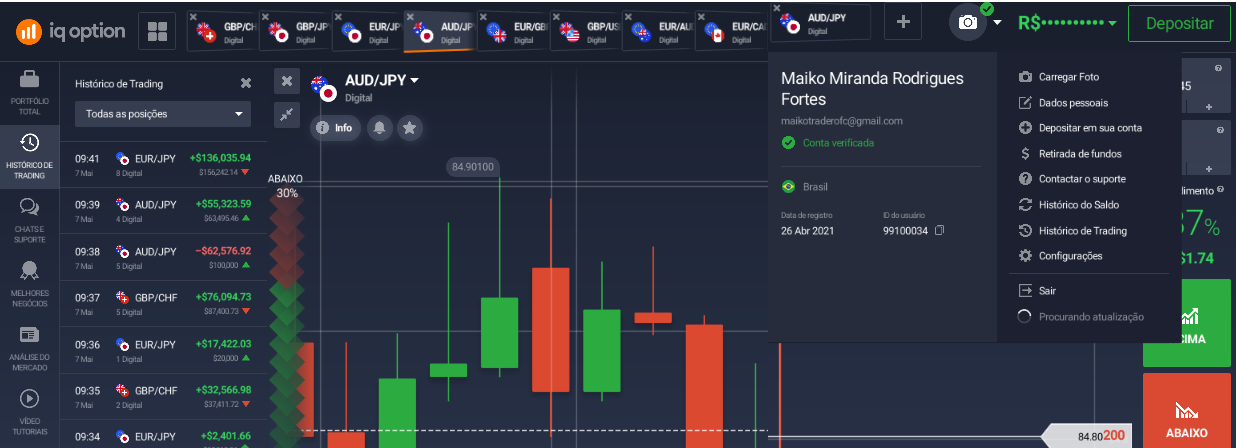 iq option
GBP/CH
Digital
GBP/JP
Digital
EUR/JP
Digital
AUD/JP
Digital
EUR/GB
Digital
GBP/US
Digital
EUR/AU
Digital
EUR/CA
Digital
AUD/JPY
Digital
R$••••••••••
Depositar
PORTFÓLIO
TOTAL
HISTÓRICO DE
TRADING
CHATS E
SUPORTE
MELHORES
NEGÓCIOS
ANÁLISE DO
MERCADO
VÍDEO
TUTORIAIS
Histórico de Trading
Todas as posições
09:41 EUR/JPY +$136,035.94
7 Mai 8 Digital $156,242.14
09:39 AUD/JPY +$55,323.59
7 Mai 4 Digital $63,495.46
09:38 AUD/JPY −$62,576.92
7 Mai 5 Digital $100,000
09:37 GBP/CHF +$76,094.73
7 Mai 5 Digital $87,400.73
09:36 EUR/JPY +$17,422.03
7 Mai 1 Digital $20,000
09:35 GBP/CHF +$32,566.98
7 Mai 2 Digital $37,411.72
09:34 EUR/JPY +$2,401.66
AUD/JPY
Digital
Info
84.90100
ABAIXO
30%
Maiko Miranda Rodrigues
Fortes
maikotraderofc@gmail.com
Conta verificada
Brasil
Data de registro
26 Abr 2021
ID do usuário
99100034
Carregar Foto
Dados pessoais
Depositar em sua conta
Retirada de fundos
Contactar o suporte
Histórico do Saldo
Histórico de Trading
Configurações
Sair
Procurando atualização
45
+
+
dimento
37%
$1.74
CIMA
ABAIXO
84.80200